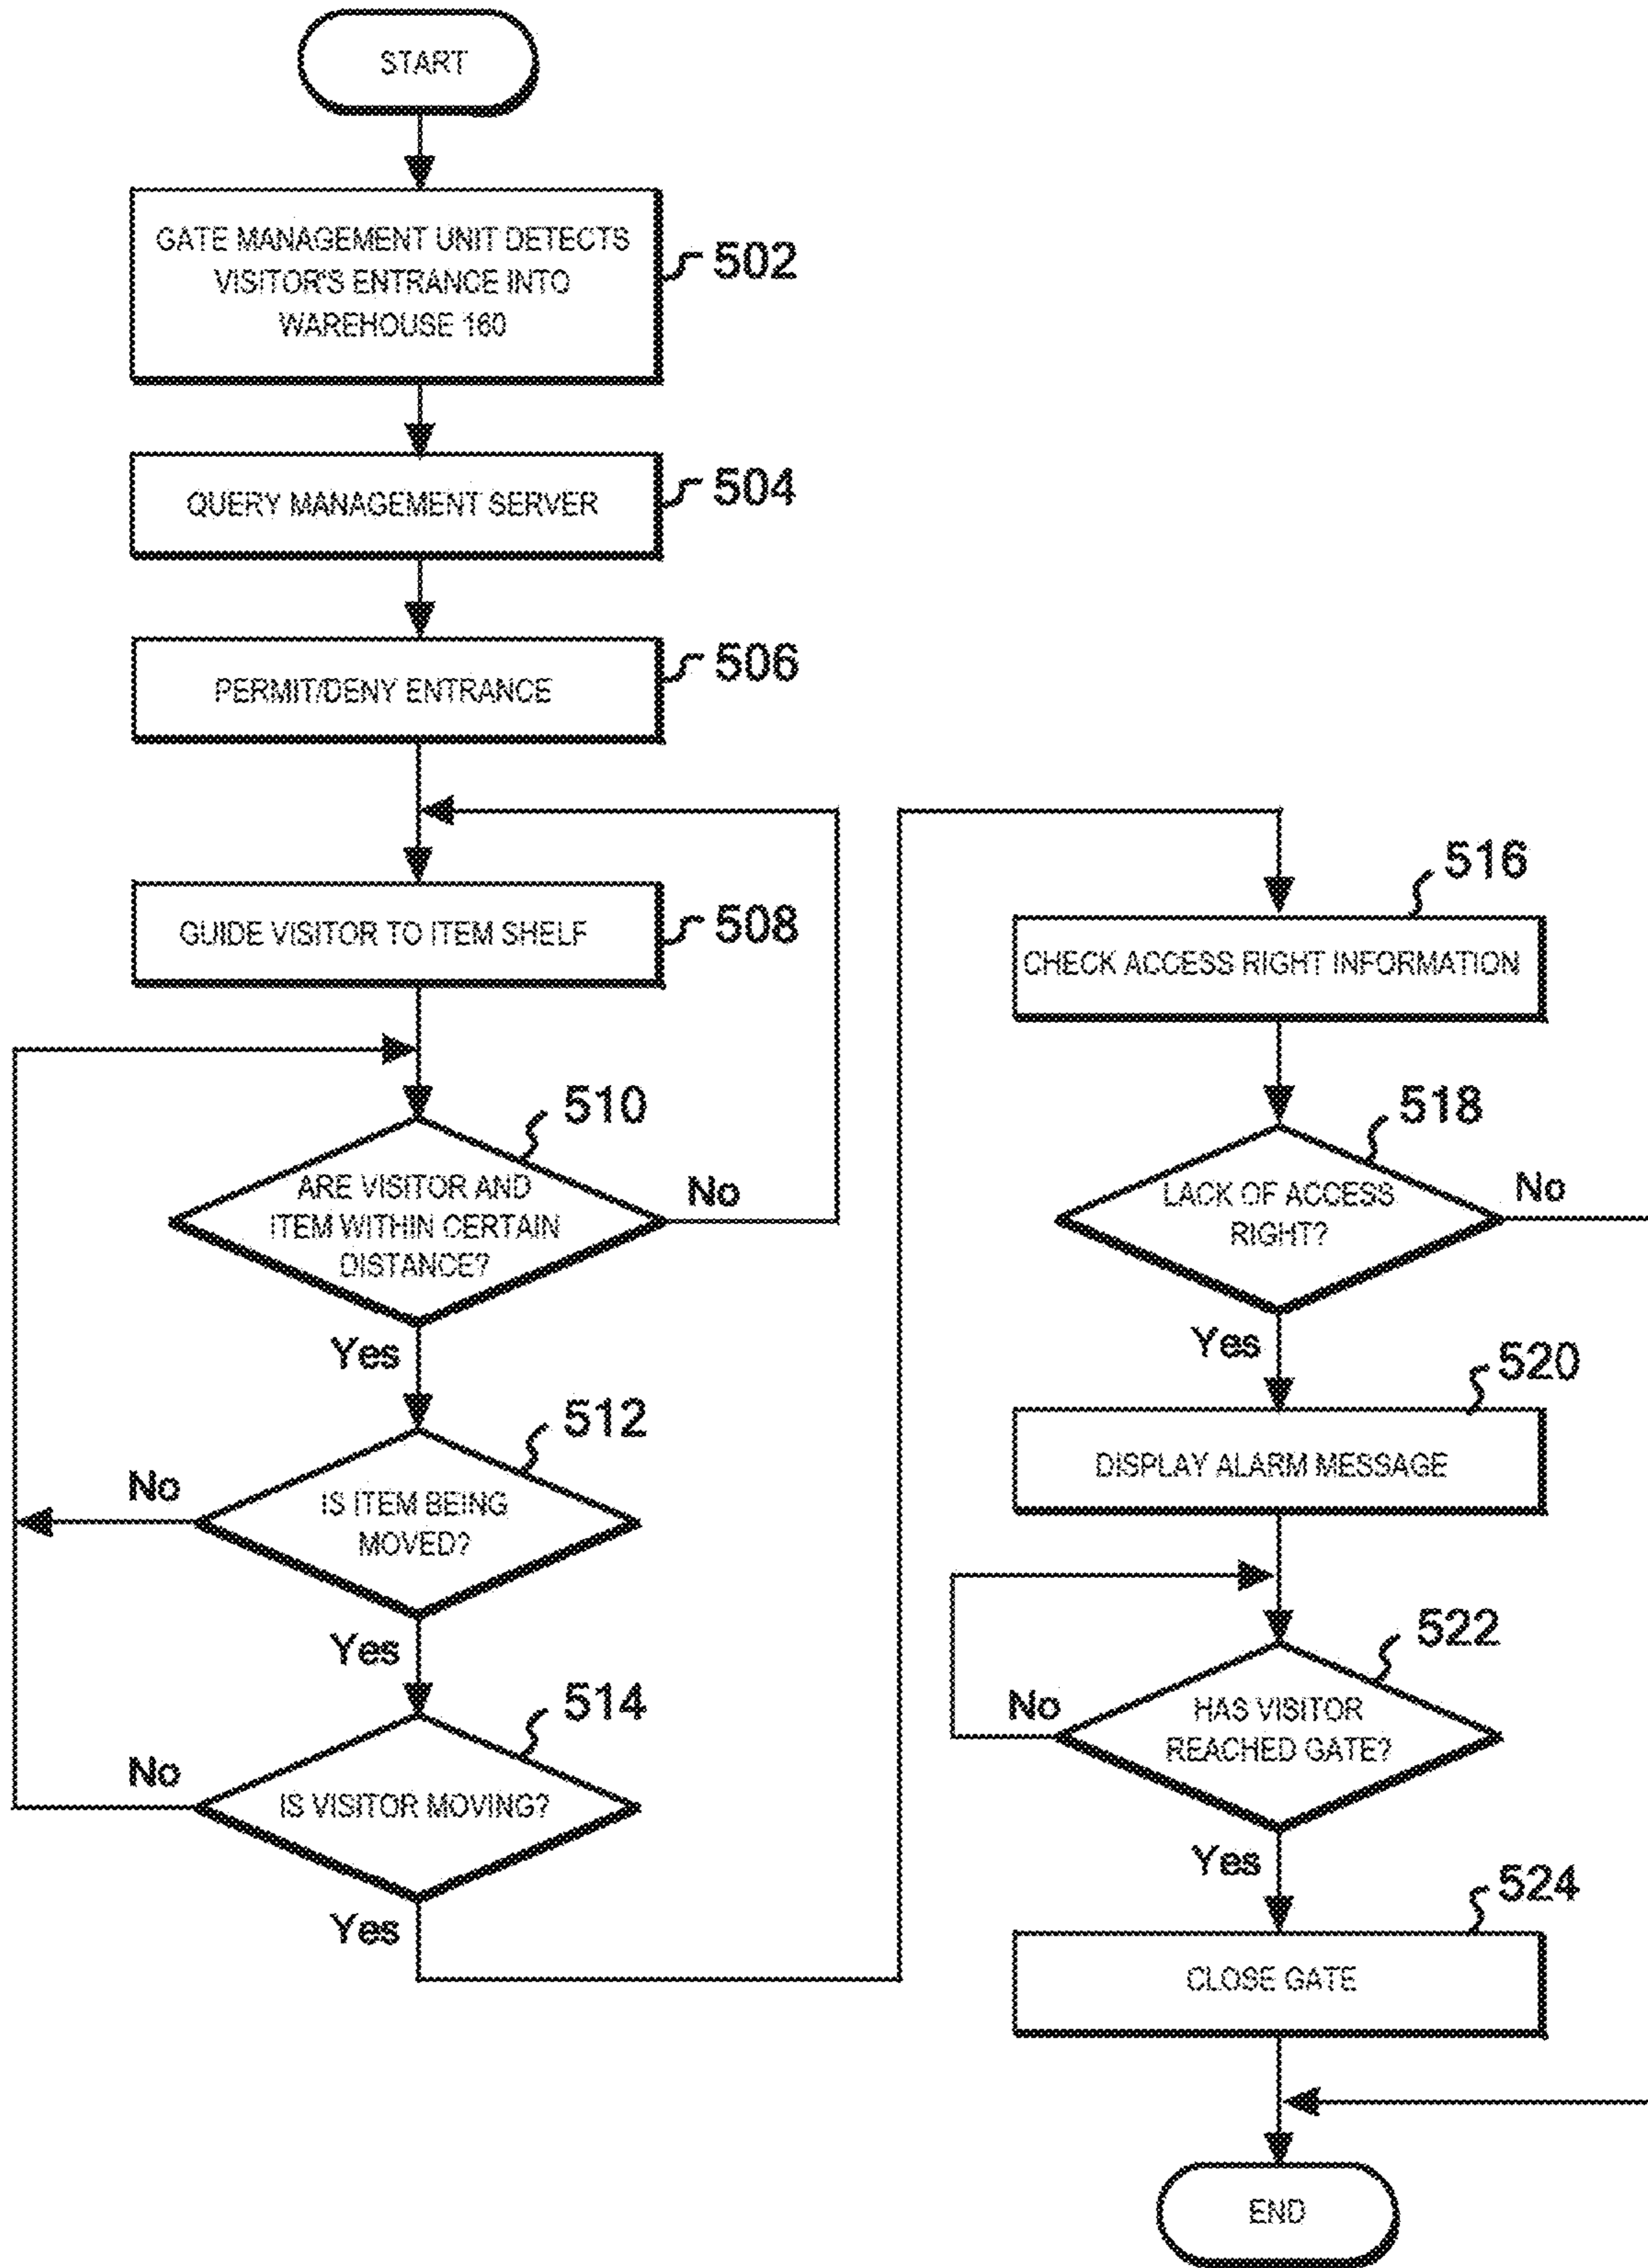 START
GATE MANAGEMENT UNIT DETECTS
VISITOR'S ENTRANCE INTO
WAREHOUSE 160
502
QUERY MANAGEMENT SERVER
504
PERMIT/DENY ENTRANCE
506
GUIDE VISITOR TO ITEM SHELF
508
510
ARE VISITOR AND
ITEM WITHIN CERTAIN
DISTANCE?
No
Yes
512
IS ITEM BEING
MOVED?
No
Yes
514
IS VISITOR MOVING?
No
Yes
516
CHECK ACCESS RIGHT INFORMATION
518
LACK OF ACCESS
RIGHT?
No
Yes
520
DISPLAY ALARM MESSAGE
522
HAS VISITOR
REACHED GATE?
No
Yes
524
CLOSE GATE
END